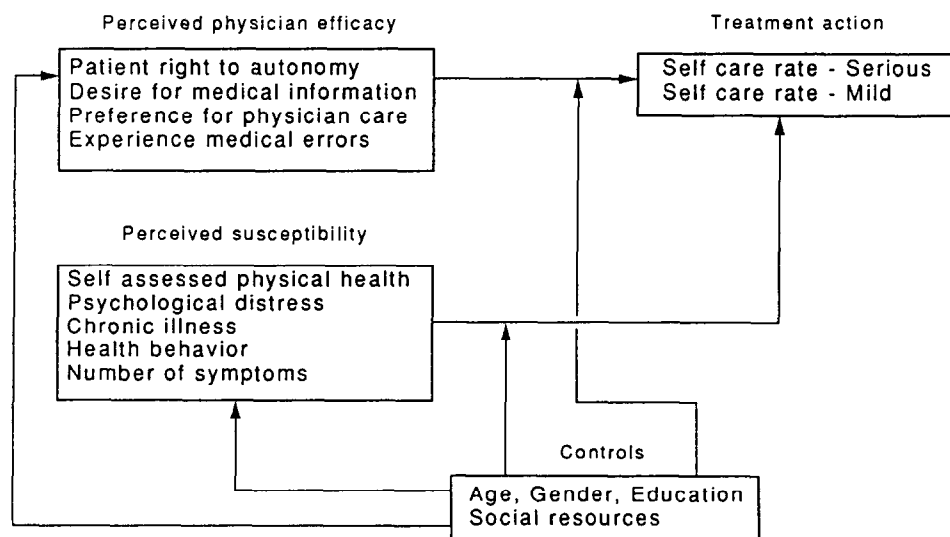 Perceived physician efficacy
Patient right to autonomy
Desire for medical information
Preference for physician care
Experience medical errors
Treatment action
Self care rate - Serious
Self care rate - Mild
Perceived susceptibility
Self assessed physical health
Psychological distress
Chronic illness
Health behavior
Number of symptoms
Controls
Age, Gender, Education
Social resources